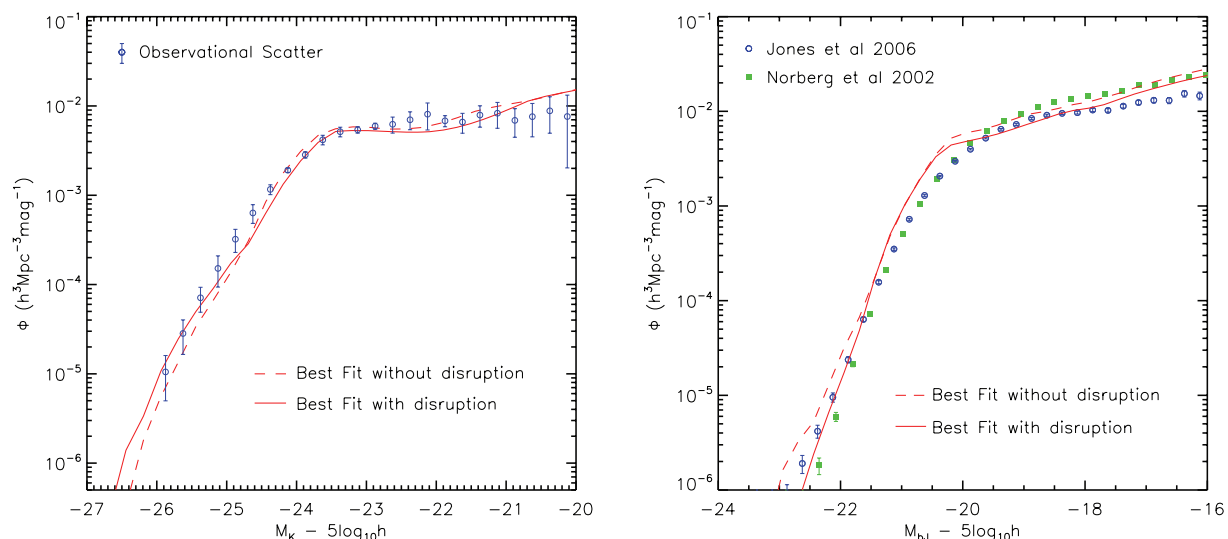 10⁻¹
10⁻²
10⁻³
10⁻⁴
10⁻⁵
10⁻⁶
Φ (h³Mpc⁻³mag⁻¹)
Observational Scatter
Best Fit without disruption
Best Fit with disruption
−27 −26 −25 −24 −23 −22 −21 −20
M_K − 5log₁₀h
10⁻¹
10⁻²
10⁻³
10⁻⁴
10⁻⁵
10⁻⁶
Φ (h³Mpc⁻³mag⁻¹)
Jones et al 2006
Norberg et al 2002
Best Fit without disruption
Best Fit with disruption
−24 −22 −20 −18 −16
− 5log₁₀h